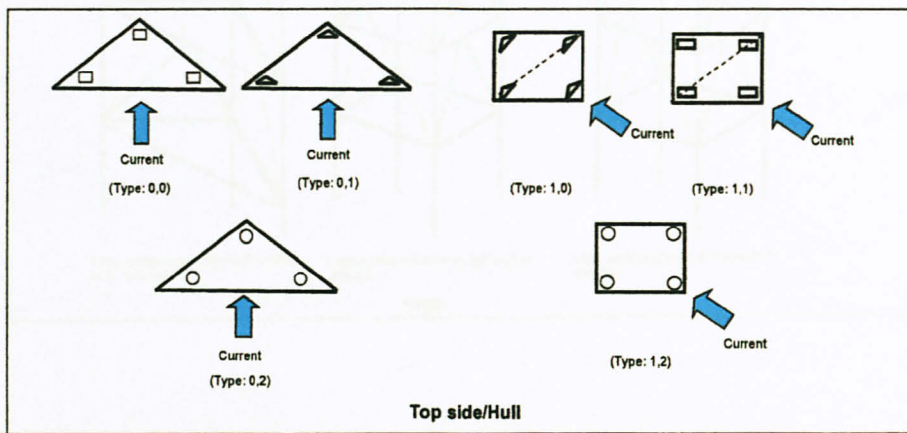 Current
(Type: 0,0)
Current
(Type: 0,1)
Current
(Type: 1,0)
Current
(Type: 1,1)
Current
(Type: 0,2)
Current
(Type: 1,2)
Top side/Hull